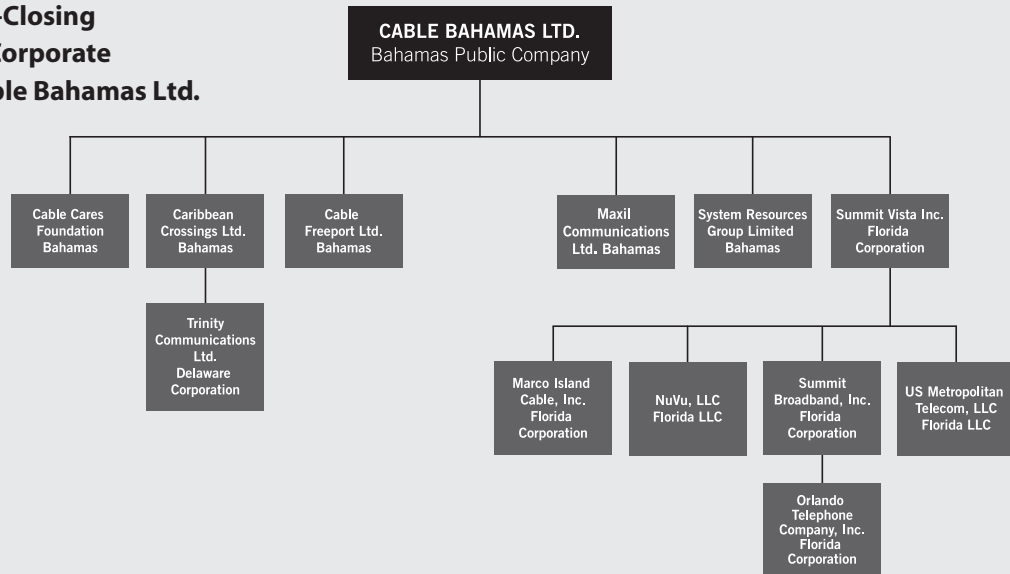 -Closing
Corporate
ble Bahamas Ltd.
CABLE BAHAMAS LTD.
Bahamas Public Company
Cable Cares
Foundation
Bahamas
Caribbean
Crossings Ltd.
Bahamas
Cable
Freeport Ltd.
Bahamas
Maxil
Communications
Ltd. Bahamas
System Resources
Group Limited
Bahamas
Summit Vista Inc.
Florida
Corporation
Trinity
Communications
Ltd.
Delaware
Corporation
Marco Island
Cable, Inc.
Florida
Corporation
NuVu, LLC
Florida LLC
Summit
Broadband, Inc.
Florida
Corporation
US Metropolitan
Telecom, LLC
Florida LLC
Orlando
Telephone
Company, Inc.
Florida
Corporation